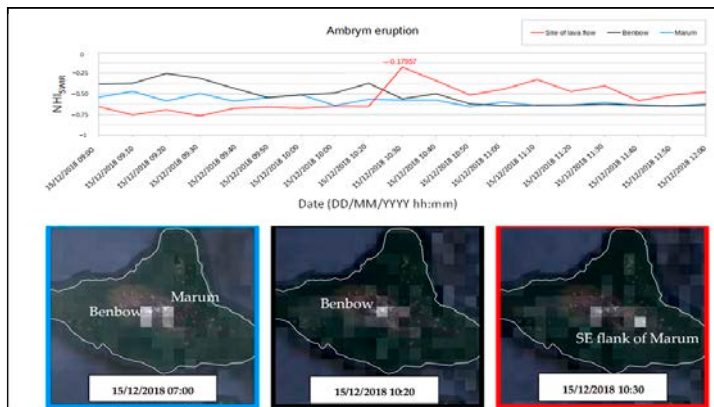 Ambrym eruption
Site of lava flow
Benbow
Marum
NHI SWIR
0
-0.25
-0.50
-0.75
-1
-0.17957
15/12/2018 09:00
15/12/2018 09:10
15/12/2018 09:20
15/12/2018 09:30
15/12/2018 09:40
15/12/2018 09:50
15/12/2018 10:00
15/12/2018 10:00
15/12/2018 10:20
15/12/2018 10:30
15/12/2018 10:40
15/12/2018 10:50
15/12/2018 11:00
15/12/2018 11:10
15/12/2018 11:20
15/12/2018 11:30
15/12/2018 11:40
15/12/2018 11:50
15/12/2018 12:00
Date (DD/MM/YYYY hh:mm)
Marum
Benbow
15/12/2018 07:00
Benbow
15/12/2018 10:20
SE flank of Marum
15/12/2018 10:30